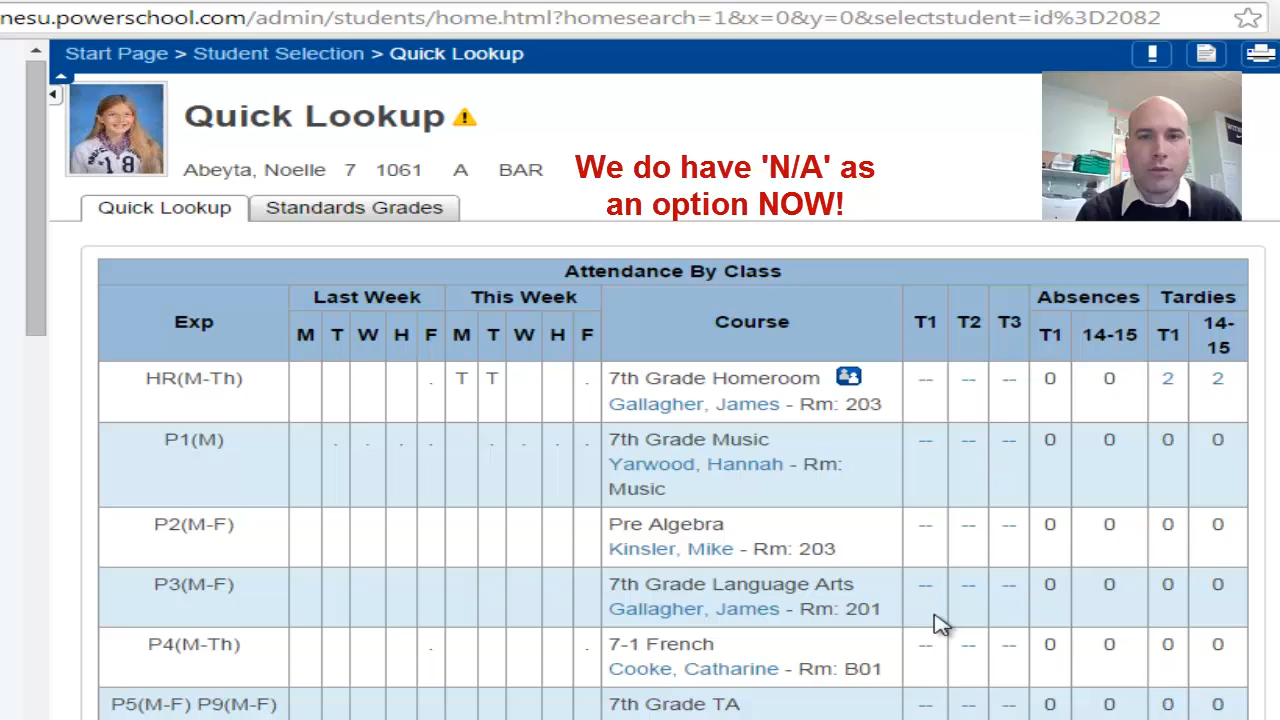 nesu.powerschool.com/admin/students/home.html?homesearch=1&x=0&y=0&selectstudent=id%3D2082
Start Page > Student Selection > Quick Lookup
Quick Lookup
Abeyta, Noelle 7 1061 A BAR
We do have 'N/A' as
an option NOW!
Quick Lookup Standards Grades
Attendance By Class
Exp Last Week This Week Course T1 T2 T3 Absences Tardies
M T W H F M T W H F T1 14-15 T1 14-
15
HR(M-Th) . T T . 7th Grade Homeroom -- -- -- 0 0 2 2
Gallagher, James - Rm: 203
P1(M) . . . . . . . . 7th Grade Music -- -- -- 0 0 0 0
Yarwood, Hannah - Rm:
Music
P2(M-F) Pre Algebra -- -- -- 0 0 0 0
Kinsler, Mike - Rm: 203
P3(M-F) 7th Grade Language Arts -- -- -- 0 0 0 0
Gallagher, James - Rm: 201
P4(M-Th) . . 7-1 French -- -- -- 0 0 0 0
Cooke, Catharine - Rm: B01
P5(M-F) P9(M-F) 7th Grade TA -- -- -- 0 0 0 0